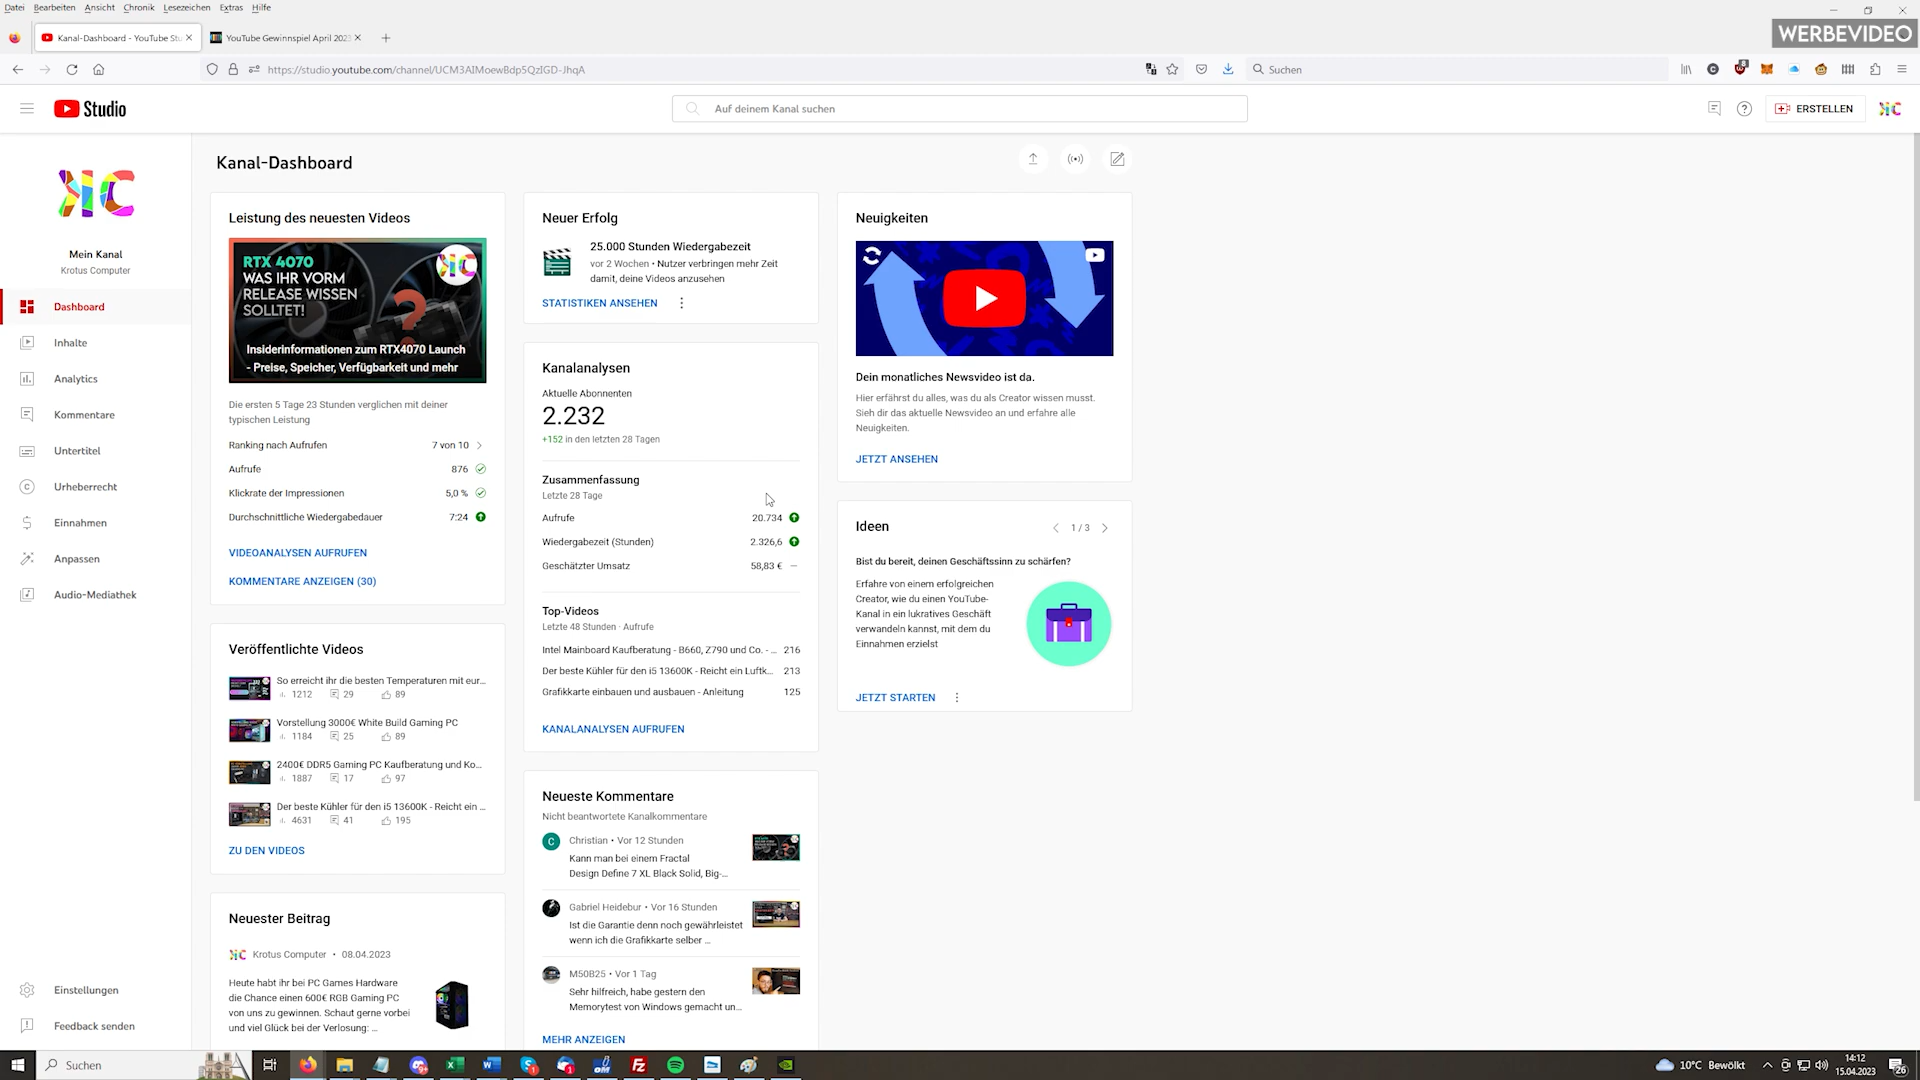 Datei Bearbeiten Ansicht Chronik Lesezeichen Extras Hilfe
Kanal-Dashboard - YouTube Stu
YouTube Gewinnspiel April 2023
WERBEVIDEO
https://studio.youtube.com/channel/UCM3AIMoewBdp5QzIGD-JhqA
Suchen
Studio
Auf deinem Kanal suchen
ERSTELLEN
Mein Kanal
Krotus Computer
Dashboard
Inhalte
Analytics
Kommentare
Untertitel
Urheberrecht
Einnahmen
Anpassen
Audio-Mediathek
Einstellungen
Feedback senden
Kanal-Dashboard
Leistung des neuesten Videos
RTX 4070
WAS IHR VORM
RELEASE WISSEN
SOLLTET!
Insiderinformationen zum RTX4070 Launch
- Preise, Speicher, Verfügbarkeit und mehr
Die ersten 5 Tage 23 Stunden verglichen mit deiner
typischen Leistung
Ranking nach Aufrufen 7 von 10
Aufrufe 876
Klickrate der Impressionen 5,0 %
Durchschnittliche Wiedergabedauer 7:24
VIDEOANALYSEN AUFRUFEN
KOMMENTARE ANZEIGEN (30)
Veröffentlichte Videos
So erreicht ihr die besten Temperaturen mit eur...
1212 29 89
Vorstellung 3000€ White Build Gaming PC
1184 25 89
2400€ DDR5 Gaming PC Kaufberatung und Ko...
1887 17 97
Der beste Kühler für den i5 13600K - Reicht ein ...
4631 41 195
ZU DEN VIDEOS
Neuester Beitrag
Krotus Computer • 08.04.2023
Heute habt ihr bei PC Games Hardware
die Chance einen 600€ RGB Gaming PC
von uns zu gewinnen. Schaut gerne vorbei
und viel Glück bei der Verlosung: ...
Neuer Erfolg
25.000 Stunden Wiedergabezeit
vor 2 Wochen • Nutzer verbringen mehr Zeit
damit, deine Videos anzusehen
STATISTIKEN ANSEHEN
Kanalanalysen
Aktuelle Abonnenten
2.232
+152 in den letzten 28 Tagen
Zusammenfassung
Letzte 28 Tage
Aufrufe 20.734
Wiedergabezeit (Stunden) 2.326,6
Geschätzter Umsatz 58,83 € —
Top-Videos
Letzte 48 Stunden · Aufrufe
Intel Mainboard Kaufberatung - B660, Z790 und Co. - ... 216
Der beste Kühler für den i5 13600K - Reicht ein Luftk... 213
Grafikkarte einbauen und ausbauen - Anleitung 125
KANALANALYSEN AUFRUFEN
Neueste Kommentare
Nicht beantwortete Kanalkommentare
C Christian • Vor 12 Stunden
Kann man bei einem Fractal
Design Define 7 XL Black Solid, Big-...
Gabriel Heidebur • Vor 16 Stunden
Ist die Garantie denn noch gewährleistet
wenn ich die Grafikkarte selber ...
M50B25 • Vor 1 Tag
Sehr hilfreich, habe gestern den
Memorytest von Windows gemacht un...
MEHR ANZEIGEN
Neuigkeiten
Dein monatliches Newsvideo ist da.
Hier erfährst du alles, was du als Creator wissen musst.
Sieh dir das aktuelle Newsvideo an und erfahre alle
Neuigkeiten.
JETZT ANSEHEN
Ideen
1 / 3
Bist du bereit, deinen Geschäftssinn zu schärfen?
Erfahre von einem erfolgreichen
Creator, wie du einen YouTube-
Kanal in ein lukratives Geschäft
verwandeln kannst, mit dem du
Einnahmen erzielst
JETZT STARTEN
Suchen
10°C Bewölkt
14:12
15.04.2023
26